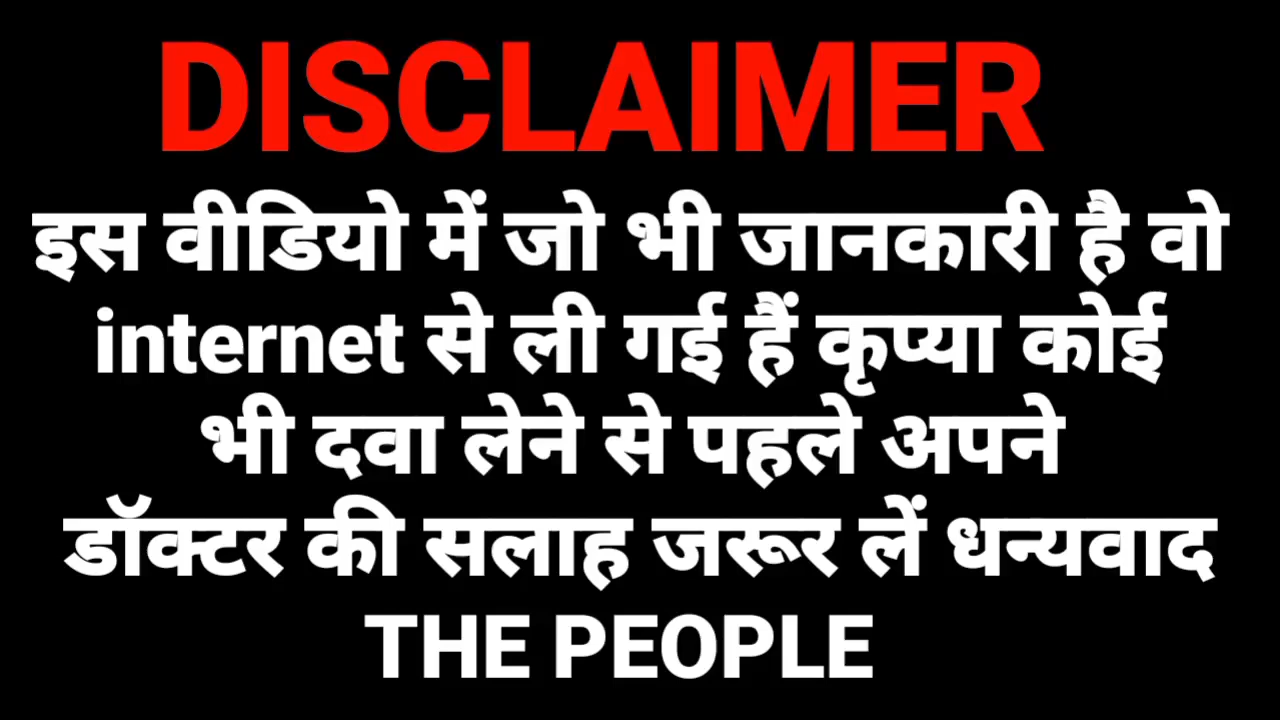 DISCLAIMER
इस वीडियो में जो भी जानकारी है वो
internet से ली गई हैं कृप्या कोई
भी दवा लेने से पहले अपने
डॉक्टर की सलाह जरूर लें धन्यवाद
THE PEOPLE